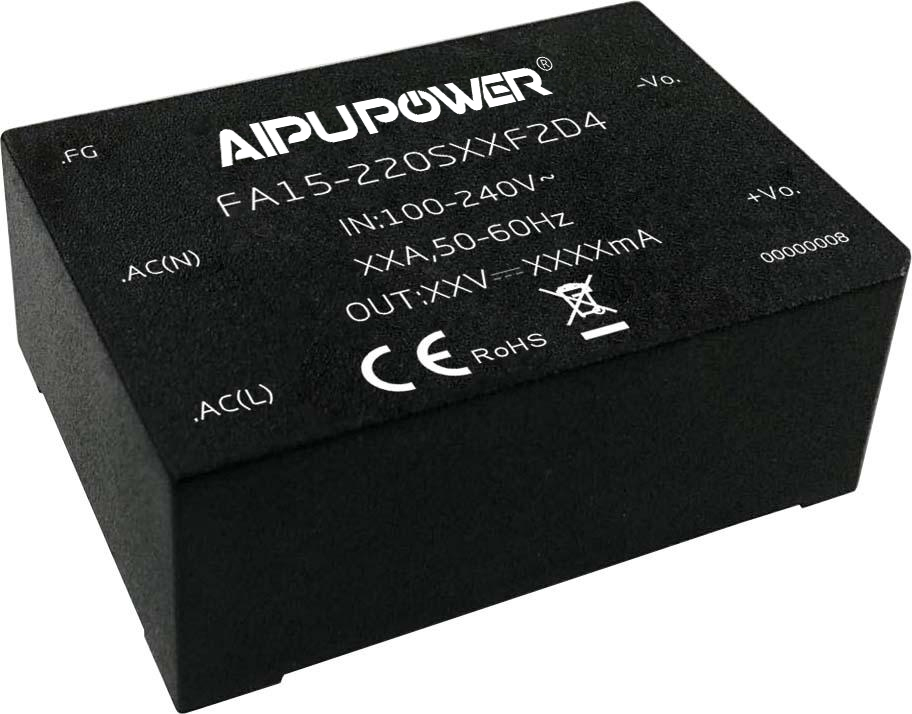 AIPUPOWER®
FA15-220SXXF2D4
IN:100-240V~
XXA,50-60Hz
OUT:XXV⎓XXXXmA
CE RoHS
.FG
.AC(N)
.AC(L)
-Vo.
+Vo.
00000008